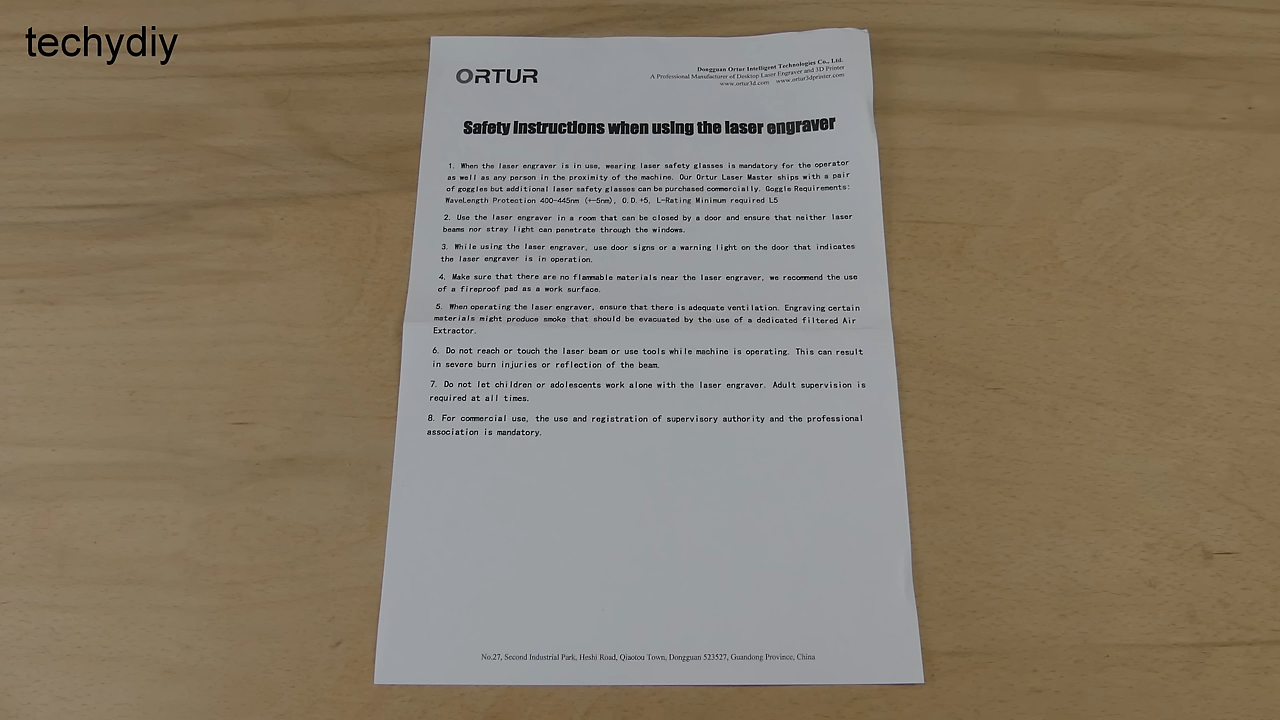 techydiy
ORTUR
Dongguan Ortur Intelligent Technologies Co., Ltd.
A Professional Manufacturer of Desktop Laser Engraver and 3D Printer
www.ortur3d.com www.ortur3dprinter.com
Safety instructions when using the laser engraver
1. When the laser engraver is in use, wearing laser safety glasses is mandatory for the operator
as well as any person in the proximity of the machine. Our Ortur Laser Master ships with a pair
of goggles but additional laser safety glasses can be purchased commercially. Goggle Requirements:
WaveLength Protection 400-445nm (+-5nm), O.D.+5, L-Rating Minimum required L5
2. Use the laser engraver in a room that can be closed by a door and ensure that neither laser
beams nor stray light can penetrate through the windows.
3. While using the laser engraver, use door signs or a warning light on the door that indicates
the laser engraver is in operation.
4. Make sure that there are no flammable materials near the laser engraver, we recommend the use
of a fireproof pad as a work surface.
5. When operating the laser engraver, ensure that there is adequate ventilation. Engraving certain
materials might produce smoke that should be evacuated by the use of a dedicated filtered Air
Extractor.
6. Do not reach or touch the laser beam or use tools while machine is operating. This can result
in severe burn injuries or reflection of the beam.
7. Do not let children or adolescents work alone with the laser engraver. Adult supervision is
required at all times.
8. For commercial use, the use and registration of supervisory authority and the professional
association is mandatory.
No.27, Second Industrial Park, Heshi Road, Qiaotou Town, Dongguan 523527, Guandong Province, China